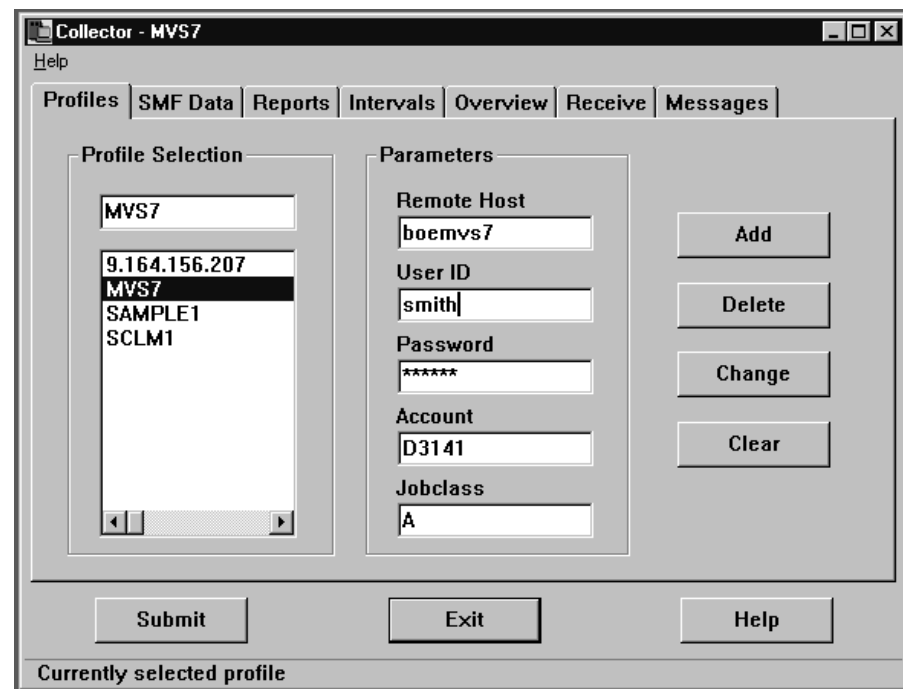 Collector - MVS7
Help
Profiles SMF Data Reports Intervals Overview Receive Messages
Profile Selection
MVS7
9.164.156.207
MVS7
SAMPLE1
SCLM1
Parameters
Remote Host
boemvs7
User ID
smith
Password
******
Account
D3141
Jobclass
A
Add
Delete
Change
Clear
Submit Exit Help
Currently selected profile